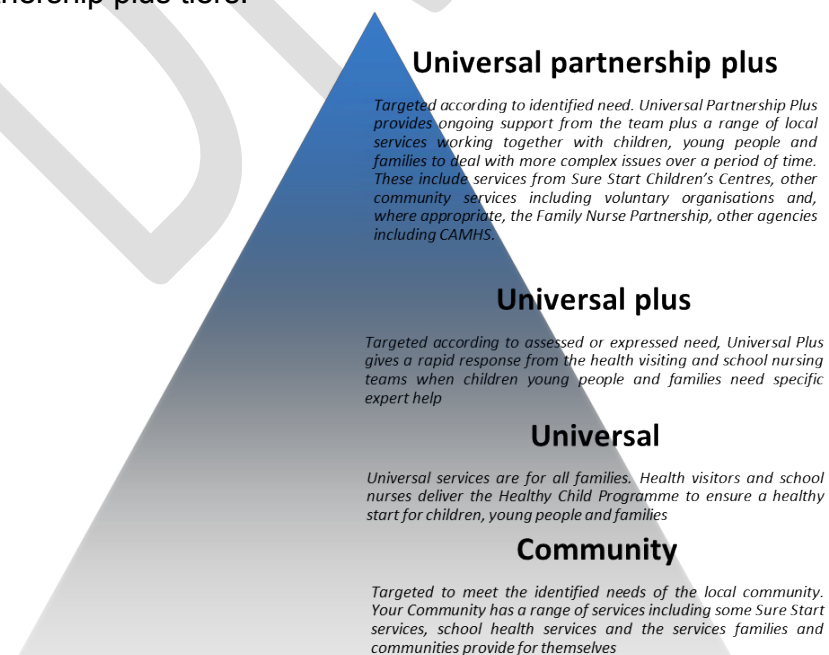 nership plus tiers.
Universal partnership plus
Targeted according to identified need. Universal Partnership Plus
provides ongoing support from the team plus a range of local
services working together with children, young people and
families to deal with more complex issues over a period of time.
These include services from Sure Start Children’s Centres, other
community services including voluntary organisations and,
where appropriate, the Family Nurse Partnership, other agencies
including CAMHS.
Universal plus
Targeted according to assessed or expressed need, Universal Plus
gives a rapid response from the health visiting and school nursing
teams when children young people and families need specific
expert help
Universal
Universal services are for all families. Health visitors and school
nurses deliver the Healthy Child Programme to ensure a healthy
start for children, young people and families
Community
Targeted to meet the identified needs of the local community.
Your Community has a range of services including some Sure Start
services, school health services and the services families and
communities provide for themselves